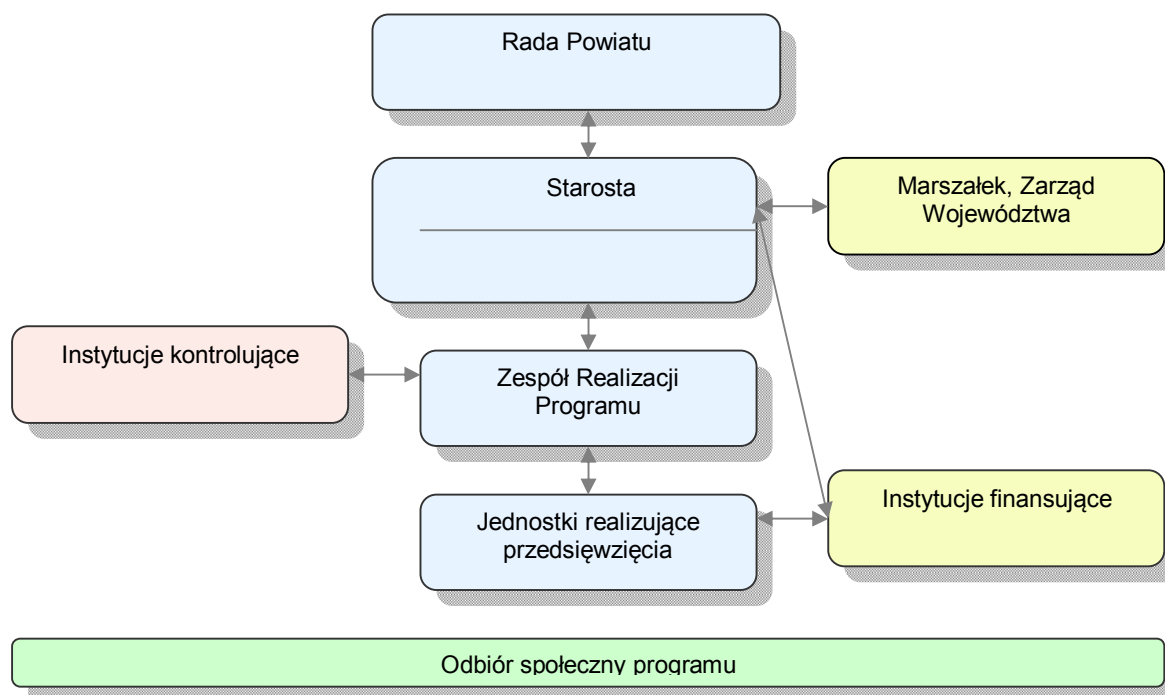 Rada Powiatu
Starosta
Marszałek, Zarząd
Województwa
Instytucje kontrolujące
Zespół Realizacji
Programu
Instytucje finansujące
Jednostki realizujące
przedsięwzięcia
Odbiór społeczny programu